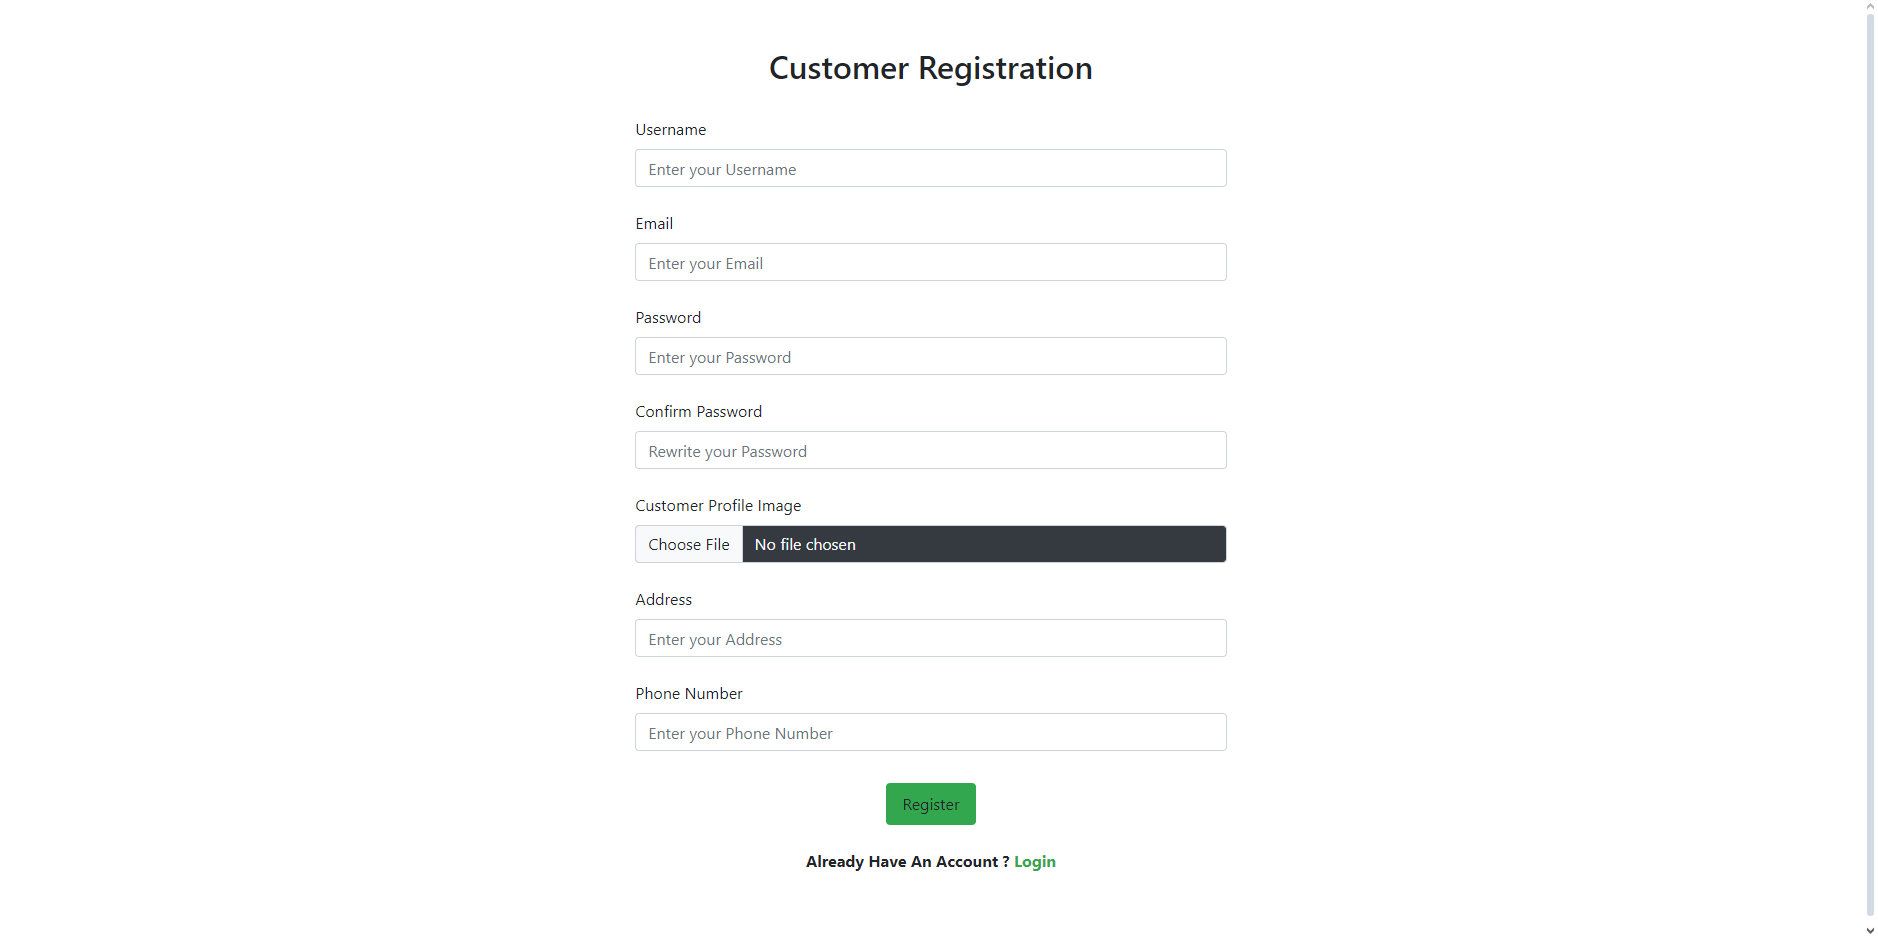 Customer Registration
Username
Enter your Username
Email
Enter your Email
Password
Enter your Password
Confirm Password
Rewrite your Password
Customer Profile Image
Choose File No file chosen
Address
Enter your Address
Phone Number
Enter your Phone Number
Register
Already Have An Account ? Login